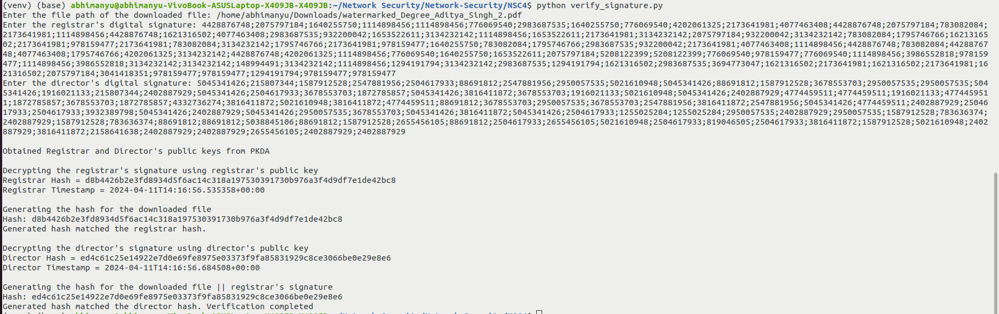 (venv) (base) abhimanyu@abhimanyu-VivoBook-ASUSLaptop-X409JB-X409JB:~/Network Security/Network-Security/NSC4$ python verify_signature.py
Enter the file path of the downloaded file: /home/abhimanyu/Downloads/watermarked_Degree_Aditya_Singh_2.pdf
Enter the registrar's digital signature: 4428876748;2075797184;1640255750;1114898456;1114898456;776069540;2983687535;1640255750;776069540;4202061325;2173641981;4077463408;4428876748;2075797184;783082084;
2173641981;1114898456;4428876748;1621316502;4077463408;2983687535;932200042;1653522611;3134232142;1114898456;1653522611;2173641981;3134232142;2075797184;932200042;3134232142;783082084;1795746766;16213165
02;2173641981;978159477;2173641981;783082084;3134232142;1795746766;2173641981;978159477;1640255750;783082084;1795746766;2983687535;932200042;2173641981;4077463408;1114898456;4428876748;783082084;44288767
48;4077463408;1795746766;4202061325;3134232142;4428876748;4202061325;1114898456;776069540;1640255750;1653522611;2075797184;5208122399;5208122399;776069540;978159477;776069540;1114898456;3986552818;978159
477;1114898456;3986552818;3134232142;3134232142;148994491;3134232142;1114898456;1294191794;3134232142;2983687535;1294191794;1621316502;2983687535;3694773047;1621316502;2173641981;1621316502;2173641981;16
21316502;2075797184;3041418351;978159477;978159477;1294191794;978159477;978159477
Enter the director's digital signature: 5045341426;215807344;1587912528;2547881956;2504617933;88691812;2547881956;2950057535;5021610948;5045341426;88691812;1587912528;3678553703;2950057535;2950057535;504
5341426;1916021133;215807344;2402887929;5045341426;2504617933;3678553703;1872785857;5045341426;3816411872;3678553703;1916021133;5021610948;5045341426;2402887929;4774459511;4774459511;1916021133;477445951
1;1872785857;3678553703;1872785857;4332736274;3816411872;5021610948;3816411872;4774459511;88691812;3678553703;2950057535;3678553703;2547881956;3816411872;2547881956;5045341426;4774459511;2402887929;25046
17933;2504617933;3932389798;5045341426;2402887929;5045341426;2950057535;3678553703;5045341426;3816411872;5045341426;2504617933;1255025284;1255025284;2950057535;2402887929;2950057535;1587912528;783636374;
2402887929;1587912528;783636374;88691812;88691812;5038845106;88691812;1587912528;2655456105;88691812;2504617933;2655456105;5021610948;2504617933;819046505;2504617933;3816411872;1587912528;5021610948;2402
887929;3816411872;2158641638;2402887929;2402887929;2655456105;2402887929;2402887929
Obtained Registrar and Director's public keys from PKDA
Decrypting the registrar's signature using registrar's public key
Registrar Hash = d8b4426b2e3fd8934d5f6ac14c318a197530391730b976a3f4d9df7e1de42bc8
Registrar Timestamp = 2024-04-11T14:16:56.535358+00:00
Generating the hash for the downloaded file
Hash: d8b4426b2e3fd8934d5f6ac14c318a197530391730b976a3f4d9df7e1de42bc8
Generated hash matched the registrar hash.
Decrypting the director's signature using director's public key
Director Hash = ed4c61c25e14922e7d0e69fe8975e03373f9fa85831929c8ce3066be0e29e8e6
Director Timestamp = 2024-04-11T14:16:56.684508+00:00
Generating the hash for the downloaded file || registrar's signature
Hash: ed4c61c25e14922e7d0e69fe8975e03373f9fa85831929c8ce3066be0e29e8e6
Generated hash matched the director hash. Verification completed